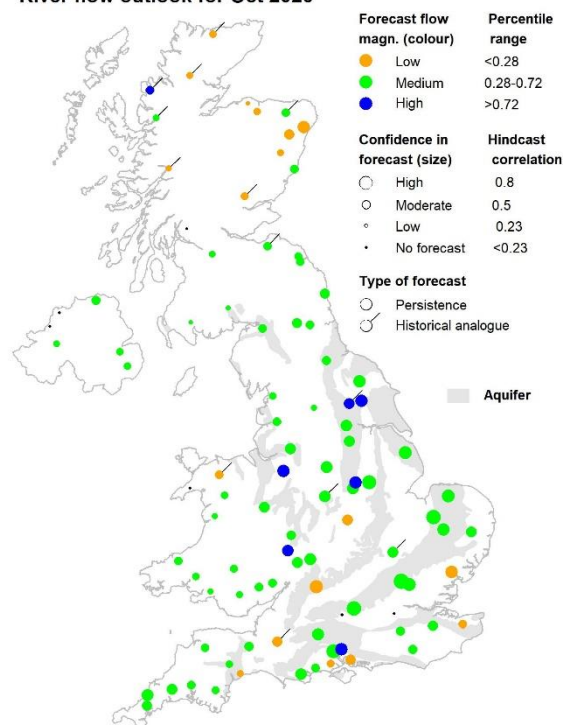 River flow outlook for Oct 2020
Forecast flow Percentile
magn. (colour) range
Low <0.28
Medium 0.28-0.72
High >0.72
Confidence in Hindcast
forecast (size) correlation
High 0.8
Moderate 0.5
Low 0.23
No forecast <0.23
Type of forecast
Persistence
Historical analogue
Aquifer